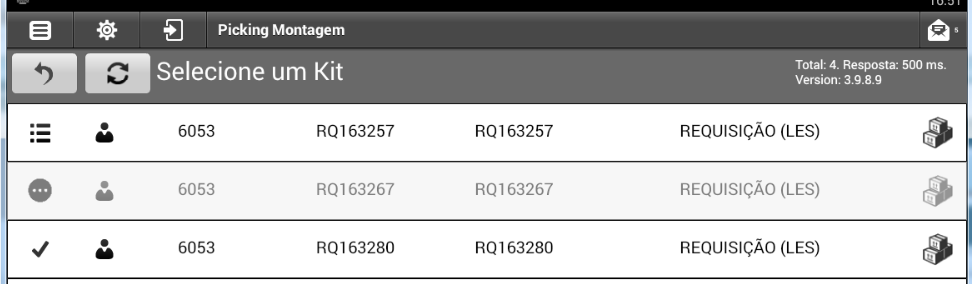 16:51
Picking Montagem
5
Selecione um Kit
Total: 4. Resposta: 500 ms.
Version: 3.9.8.9
6053 RQ163257 RQ163257 REQUISIÇÃO (LES)
6053 RQ163267 RQ163267 REQUISIÇÃO (LES)
6053 RQ163280 RQ163280 REQUISIÇÃO (LES)